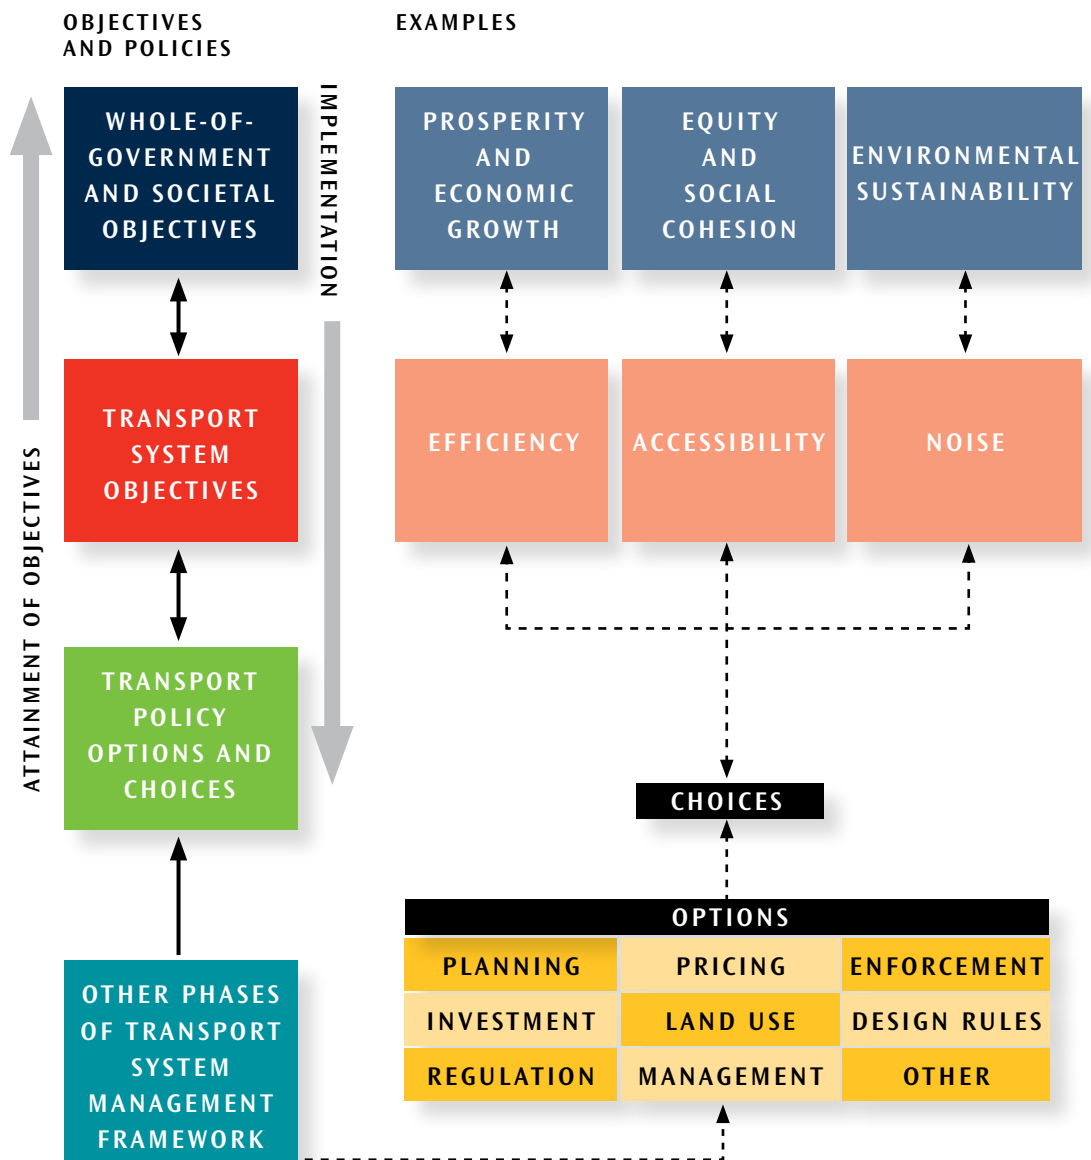 OBJECTIVES
AND POLICIES
EXAMPLES
ATTAINMENT OF OBJECTIVES
IMPLEMENTATION
WHOLE-OF-
GOVERNMENT
AND SOCIETAL
OBJECTIVES
PROSPERITY
AND
ECONOMIC
GROWTH
EQUITY
AND
SOCIAL
COHESION
ENVIRONMENTAL
SUSTAINABILITY
TRANSPORT
SYSTEM
OBJECTIVES
EFFICIENCY
ACCESSIBILITY
NOISE
TRANSPORT
POLICY
OPTIONS AND
CHOICES
CHOICES
OPTIONS
PLANNING
PRICING
ENFORCEMENT
INVESTMENT
LAND USE
DESIGN RULES
REGULATION
MANAGEMENT
OTHER
OTHER PHASES
OF TRANSPORT
SYSTEM
MANAGEMENT
FRAMEWORK